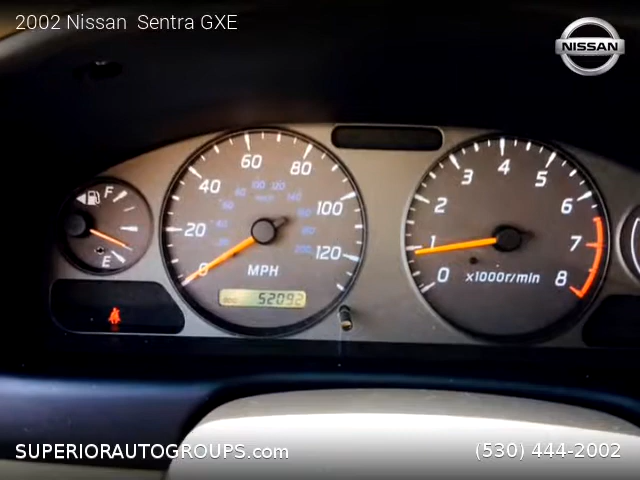 2002 Nissan Sentra GXE
NISSAN
F
E
0
20
40
60
80
100
120
MPH
52092
0
1
2
3
4
5
6
7
8
x1000r/min
SUPERIORAUTOGROUPS.com
(530) 444-2002